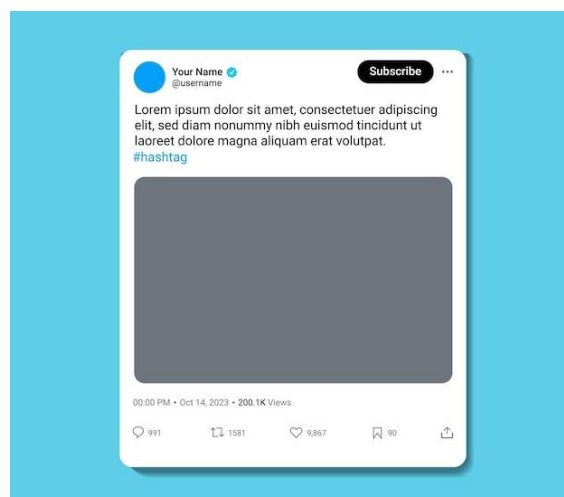 Your Name
Subscribe
@username
Lorem ipsum dolor sit amet, consectetuer adipiscing
elit, sed diam nonummy nibh euismod tincidunt ut
laoreet dolore magna aliquam erat volutpat.
#hashtag
00:00 PM • Oct 14, 2023 • 200.1K Views
991 1581 9,867 90